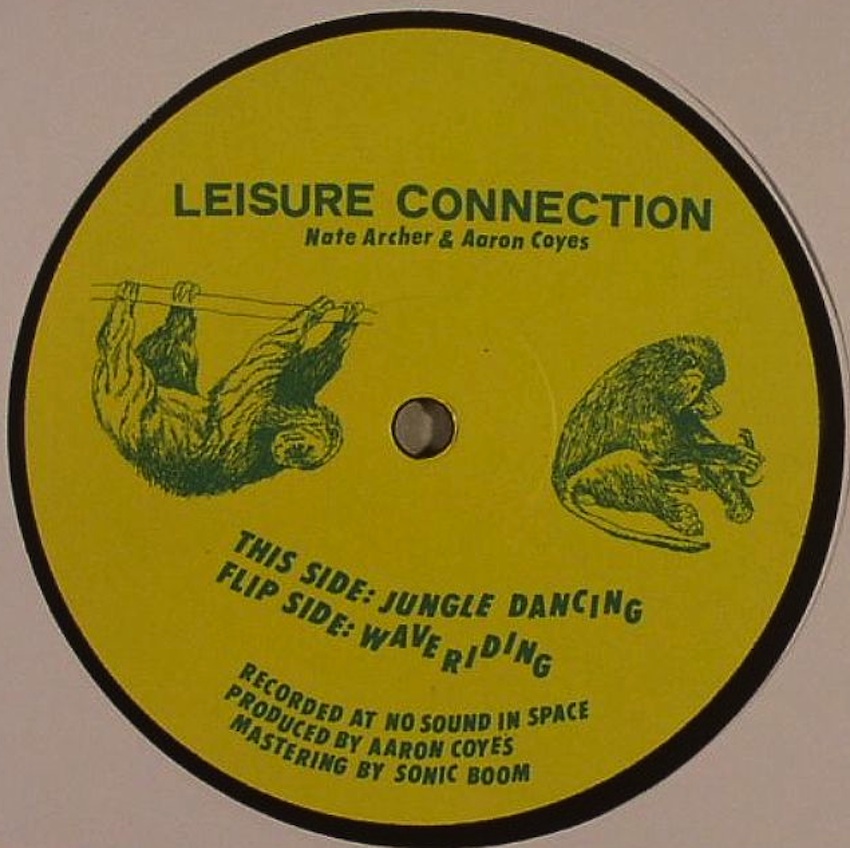 LEISURE CONNECTION
Nate Archer & Aaron Coyes
THIS SIDE: JUNGLE DANCING
FLIP SIDE: WAVE RIDING
RECORDED AT NO SOUND IN SPACE
PRODUCED BY AARON COYES
MASTERING BY SONIC BOOM